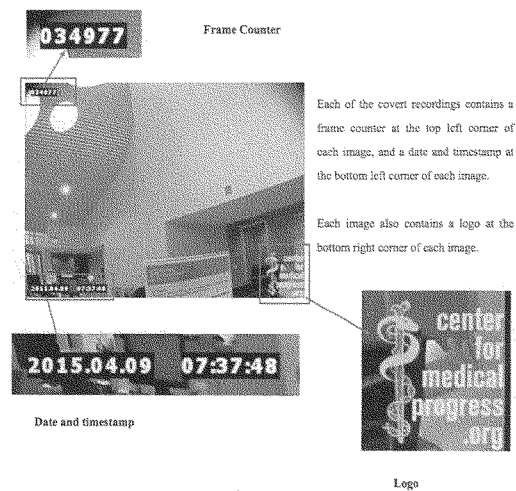 034977
Frame Counter
034977
Each of the covert recordings contains a
frame counter at the top left corner of
each image, and a date and timestamp at
the bottom left corner of each image.
Each image also contains a logo at the
bottom right corner of each image.
2015.04.09 07:37:48
center
for
medical
progress
.org
2015.04.09 07:37:48
Date and timestamp
Logo